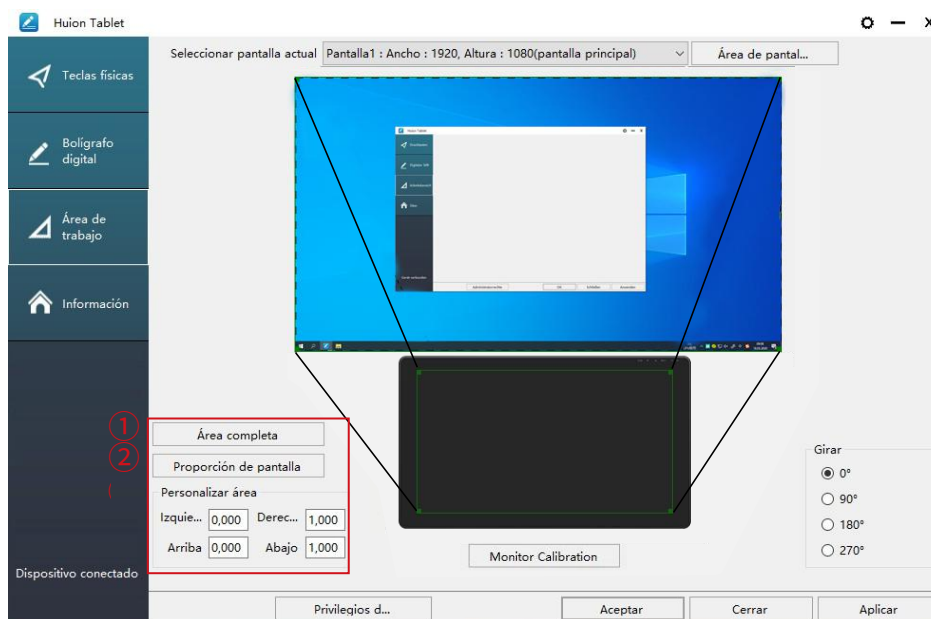 Huion Tablet
Seleccionar pantalla actual Pantalla1 : Ancho : 1920, Altura : 1080(pantalla principal) Área de pantal...
Teclas físicas
Bolígrafo
digital
Área de
trabajo
Información
Huion Tablet
①
Área completa
②
Proporción de pantalla
Personalizar área
Izquie... 0,000 Derec... 1,000
Arriba 0,000 Abajo 1,000
Girar
0°
90°
180°
270°
Monitor Calibration
Dispositivo conectado
Privilegios d... Aceptar Cerrar Aplicar